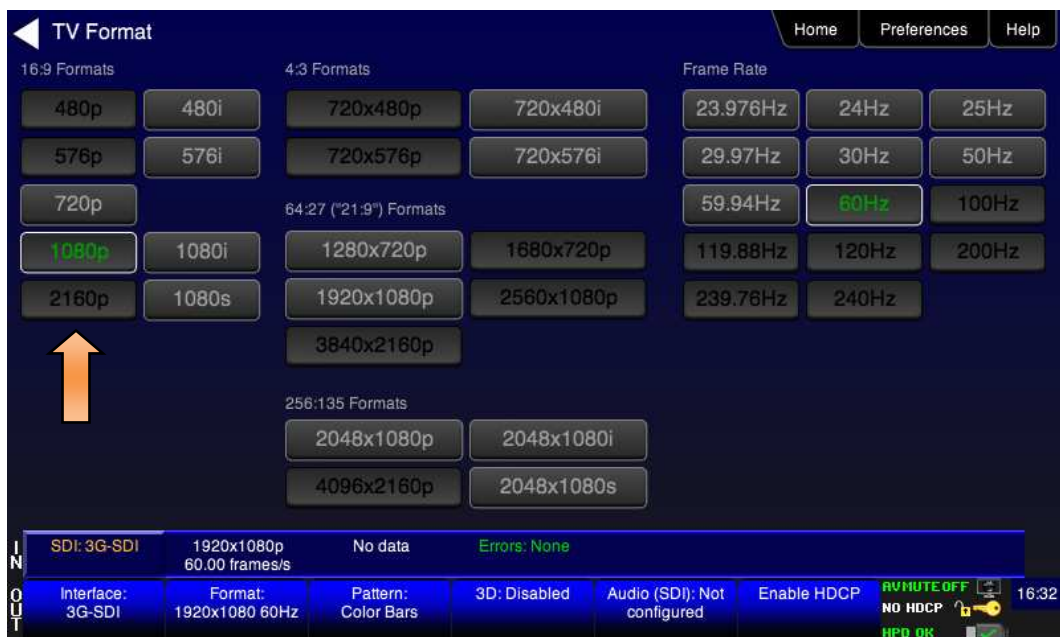 TV Format
Home
Preferences
Help
16:9 Formats
4:3 Formats
Frame Rate
480p
480i
720x480p
720x480i
23.976Hz
24Hz
25Hz
576p
576i
720x576p
720x576i
29.97Hz
30Hz
50Hz
720p
64:27 ("21:9") Formats
59.94Hz
60Hz
100Hz
1080p
1080i
1280x720p
1680x720p
119.88Hz
120Hz
200Hz
2160p
1080s
1920x1080p
2560x1080p
239.76Hz
240Hz
3840x2160p
256:135 Formats
2048x1080p
2048x1080i
4096x2160p
2048x1080s
IN
SDI: 3G-SDI
1920x1080p
60.00 frames/s
No data
Errors: None
OUT
Interface:
3G-SDI
Format:
1920x1080 60Hz
Pattern:
Color Bars
3D: Disabled
Audio (SDI): Not
configured
Enable HDCP
AVMUTE OFF
NO HDCP
HPD OK
16:32